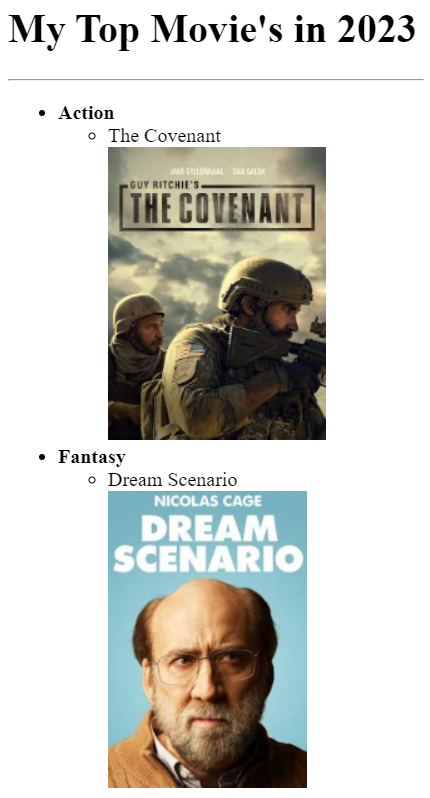 My Top Movie's in 2023
Action
The Covenant
JAKE GYLLENHAAL DAR SALIM
GUY RITCHIE'S
THE COVENANT
Fantasy
Dream Scenario
NICOLAS CAGE
DREAM
SCENARIO